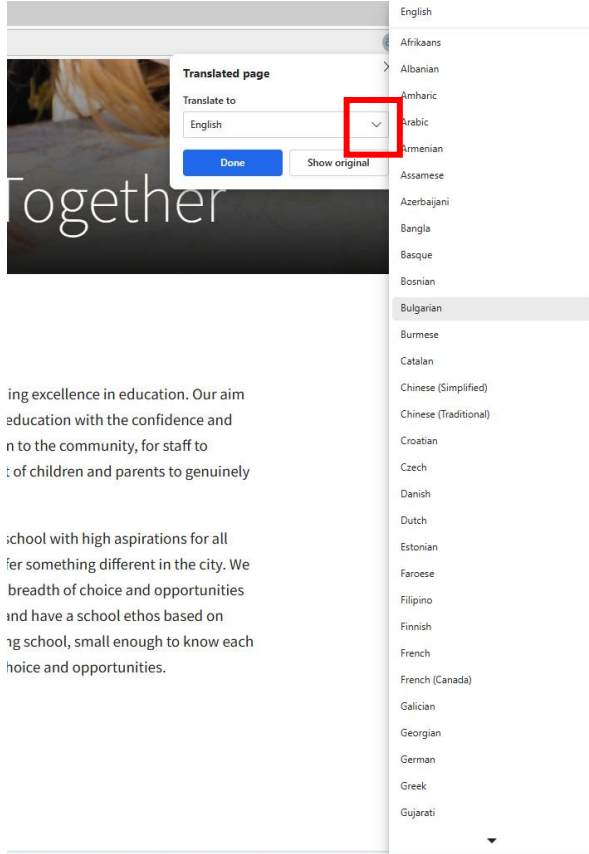 Translated page
Translate to
English
Done
Show original
Together
ing excellence in education. Our aim
education with the confidence and
n to the community, for staff to
t of children and parents to genuinely
school with high aspirations for all
fer something different in the city. We
breadth of choice and opportunities
and have a school ethos based on
ng school, small enough to know each
hoice and opportunities.
English
Afrikaans
Albanian
Amharic
Arabic
Armenian
Assamese
Azerbaijani
Bangla
Basque
Bosnian
Bulgarian
Burmese
Catalan
Chinese (Simplified)
Chinese (Traditional)
Croatian
Czech
Danish
Dutch
Estonian
Faroese
Filipino
Finnish
French
French (Canada)
Galician
Georgian
German
Greek
Gujarati